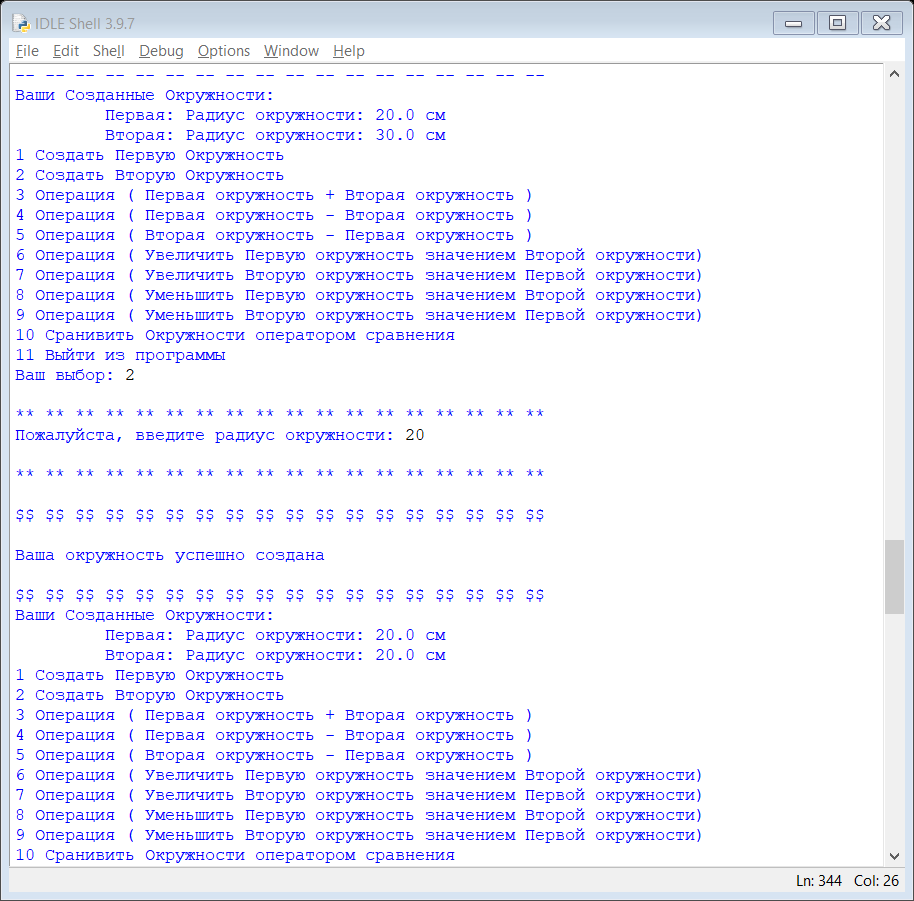 IDLE Shell 3.9.7
File Edit Shell Debug Options Window Help
-- -- -- -- -- -- -- -- -- -- -- -- -- -- -- -- -- --
Ваши Созданные Окружности:
Первая: Радиус окружности: 20.0 см
Вторая: Радиус окружности: 30.0 см
1 Создать Первую Окружность
2 Создать Вторую Окружность
3 Операция ( Первая окружность + Вторая окружность )
4 Операция ( Первая окружность - Вторая окружность )
5 Операция ( Вторая окружность - Первая окружность )
6 Операция ( Увеличить Первую окружность значением Второй окружности)
7 Операция ( Увеличить Вторую окружность значением Первой окружности)
8 Операция ( Уменьшить Первую окружность значением Второй окружности)
9 Операция ( Уменьшить Вторую окружность значением Первой окружности)
10 Сранивить Окружности оператором сравнения
11 Выйти из программы
Ваш выбор: 2
** ** ** ** ** ** ** ** ** ** ** ** ** ** ** ** ** **
Пожалуйста, введите радиус окружности: 20
** ** ** ** ** ** ** ** ** ** ** ** ** ** ** ** ** **
$$ $$ $$ $$ $$ $$ $$ $$ $$ $$ $$ $$ $$ $$ $$ $$ $$ $$
Ваша окружность успешно создана
$$ $$ $$ $$ $$ $$ $$ $$ $$ $$ $$ $$ $$ $$ $$ $$ $$ $$
Ваши Созданные Окружности:
Первая: Радиус окружности: 20.0 см
Вторая: Радиус окружности: 20.0 см
1 Создать Первую Окружность
2 Создать Вторую Окружность
3 Операция ( Первая окружность + Вторая окружность )
4 Операция ( Первая окружность - Вторая окружность )
5 Операция ( Вторая окружность - Первая окружность )
6 Операция ( Увеличить Первую окружность значением Второй окружности)
7 Операция ( Увеличить Вторую окружность значением Первой окружности)
8 Операция ( Уменьшить Первую окружность значением Второй окружности)
9 Операция ( Уменьшить Вторую окружность значением Первой окружности)
10 Сранивить Окружности оператором сравнения
Ln: 344 Col: 26